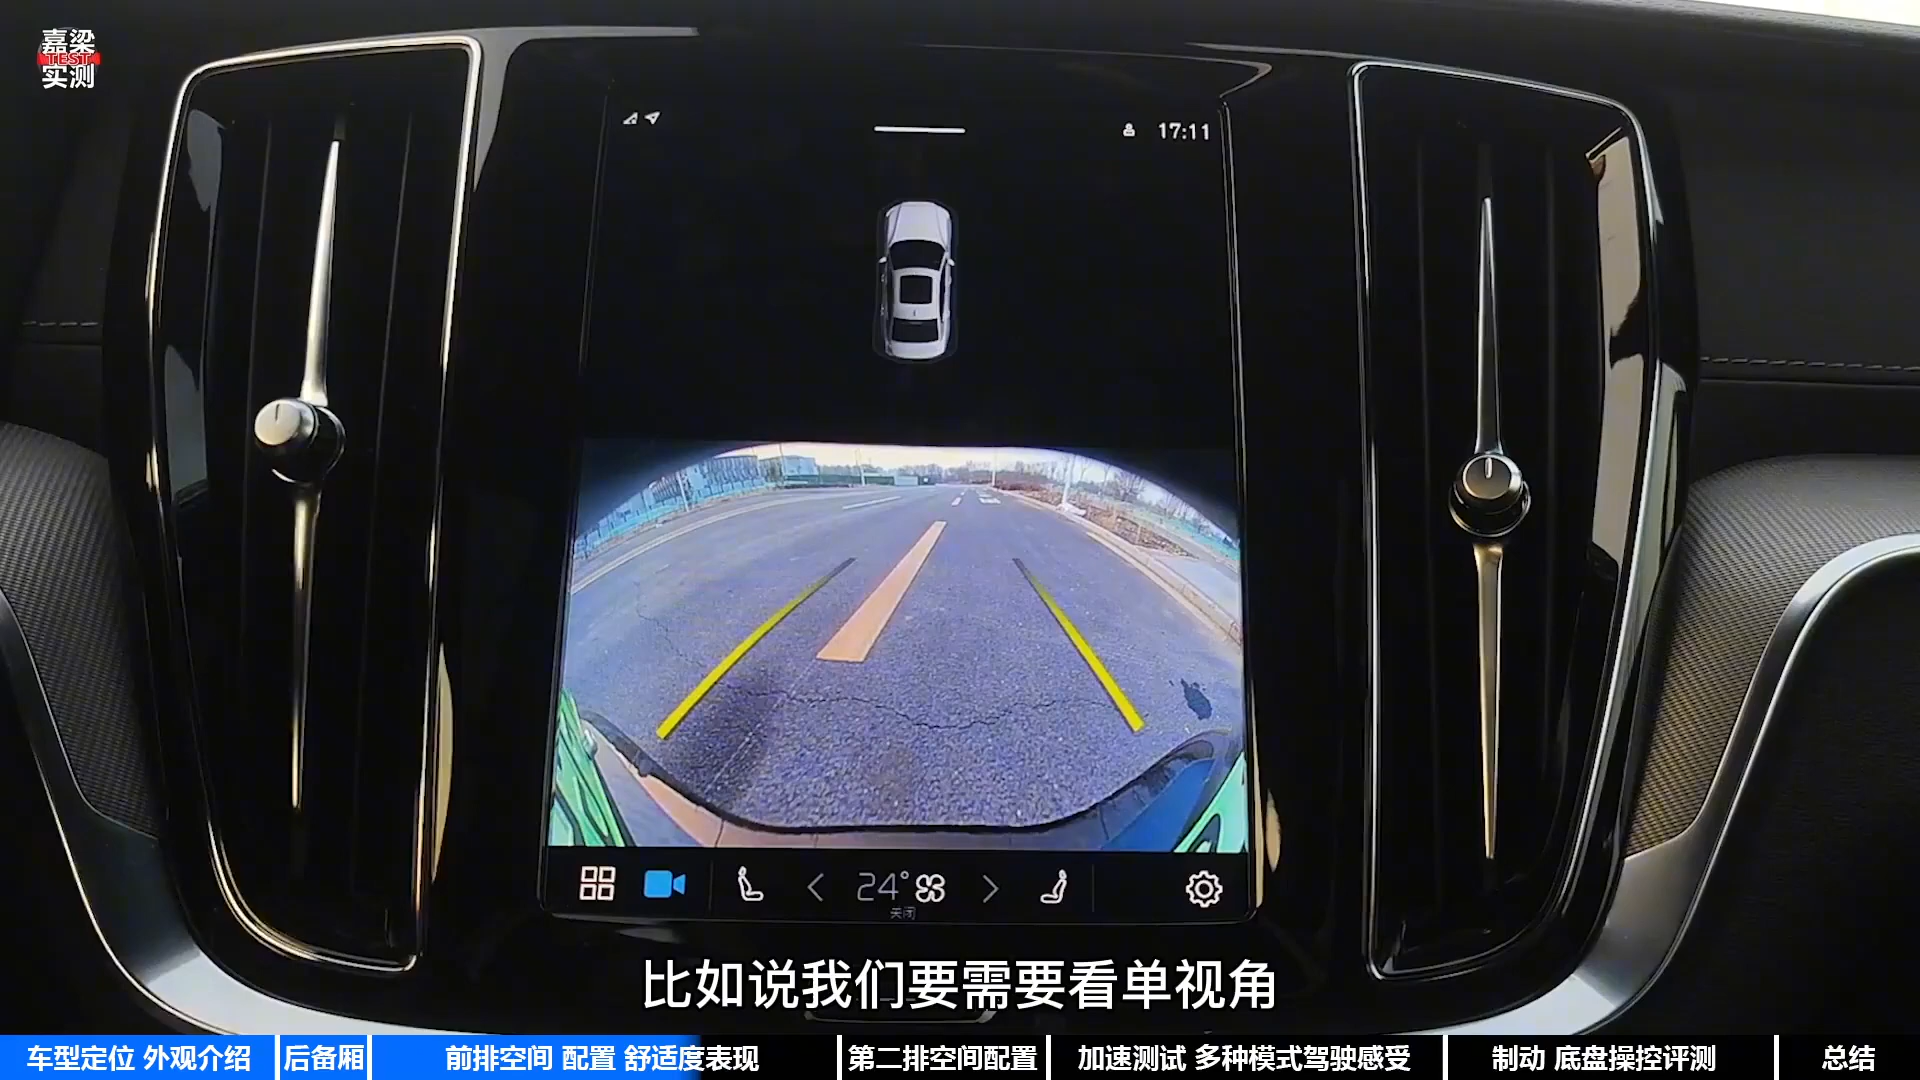 嘉梁
TEST
实测
17:11
24°
关闭
比如说我们要需要看单视角
车型定位 外观介绍
后备厢
前排空间 配置 舒适度表现
第二排空间配置
加速测试 多种模式驾驶感受
制动 底盘操控评测
总结